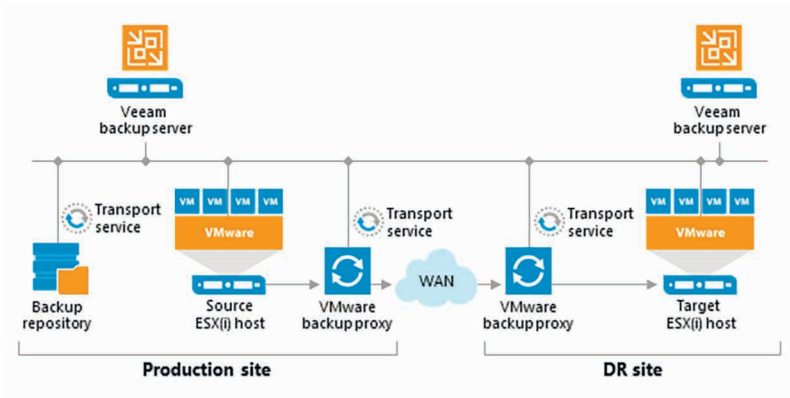 Veeam
backup server
Veeam
backup server
Transport
service
VM VM VM VM
VMware
Transport
service
Transport
service
VM VM VM VM
VMware
WAN
Backup
repository
Source
ESX(i) host
VMware
backup proxy
VMware
backup proxy
Target
ESX(i) host
Production site
DR site